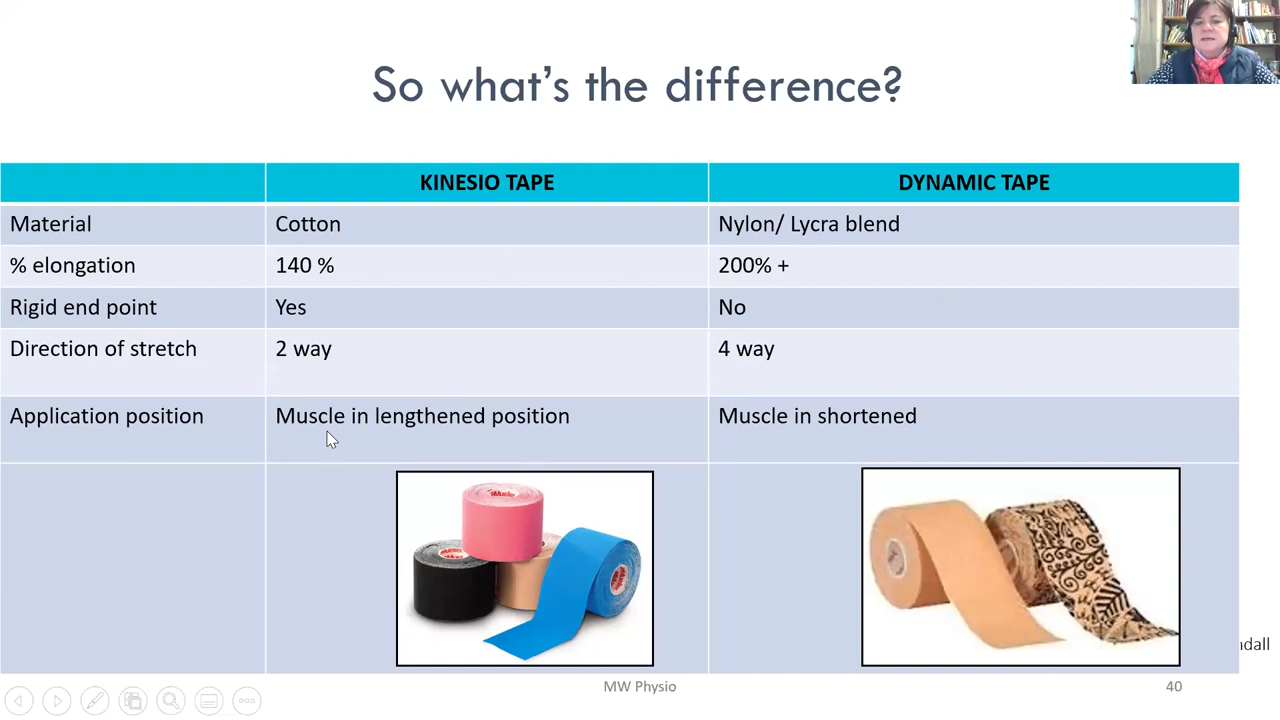 So what's the difference?
KINESIO TAPE DYNAMIC TAPE
Material Cotton Nylon/ Lycra blend
% elongation 140 % 200% +
Rigid end point Yes No
Direction of stretch 2 way 4 way
Application position Muscle in lengthened position Muscle in shortened
MW Physio 40